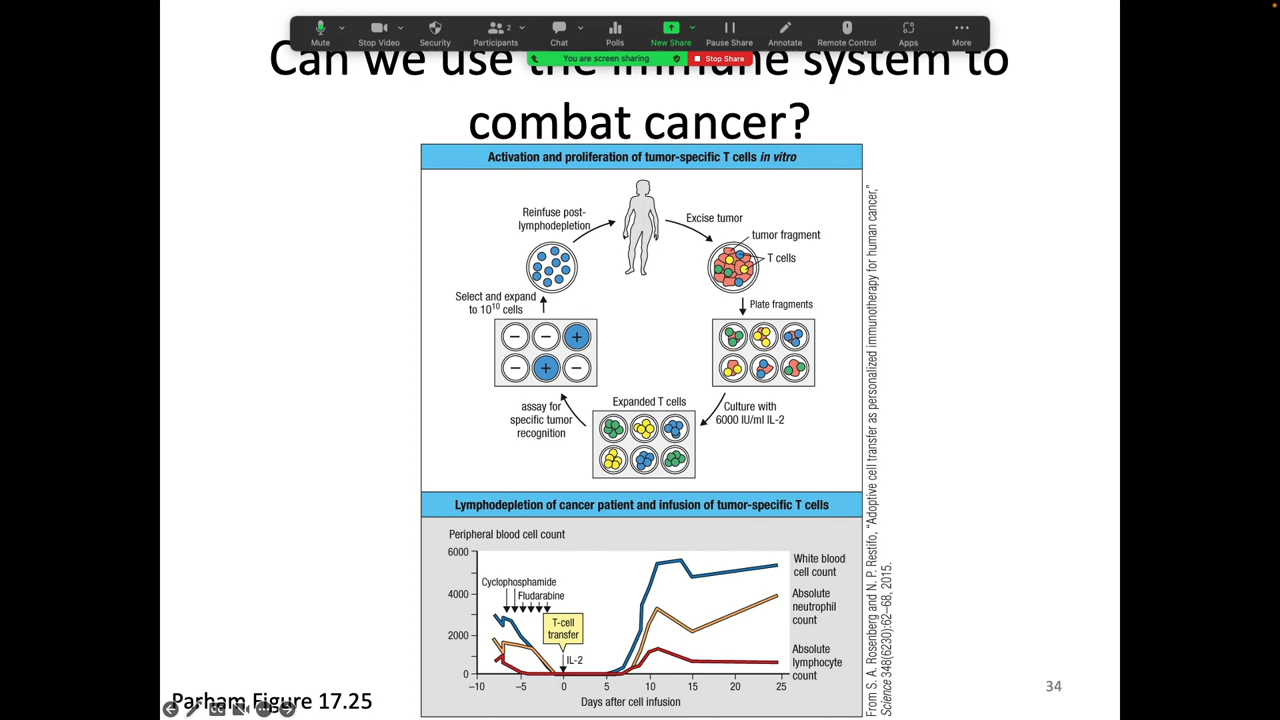 Mute
Stop Video
Security
Participants
2
Chat
Polls
New Share
Pause Share
Annotate
Remote Control
Apps
More
You are screen sharing
Stop Share
Can we use the immune system to
combat cancer?
Activation and proliferation of tumor-specific T cells in vitro
Reinfuse post-
lymphodepletion
Excise tumor
tumor fragment
T cells
Select and expand
to 10¹⁰ cells
Plate fragments
− − +
− + −
assay for
specific tumor
recognition
Expanded T cells
Culture with
6000 IU/ml IL-2
Lymphodepletion of cancer patient and infusion of tumor-specific T cells
Peripheral blood cell count
6000
4000
2000
0
Cyclophosphamide
Fludarabine
T-cell
transfer
IL-2
White blood
cell count
Absolute
neutrophil
count
Absolute
lymphocyte
count
−10 −5 0 5 10 15 20 25
Days after cell infusion
From S. A. Rosenberg and N. P. Restifo, "Adoptive cell transfer as personalized immunotherapy for human cancer,"
Science 348(6230):62–68, 2015.
Parham Figure 17.25
34